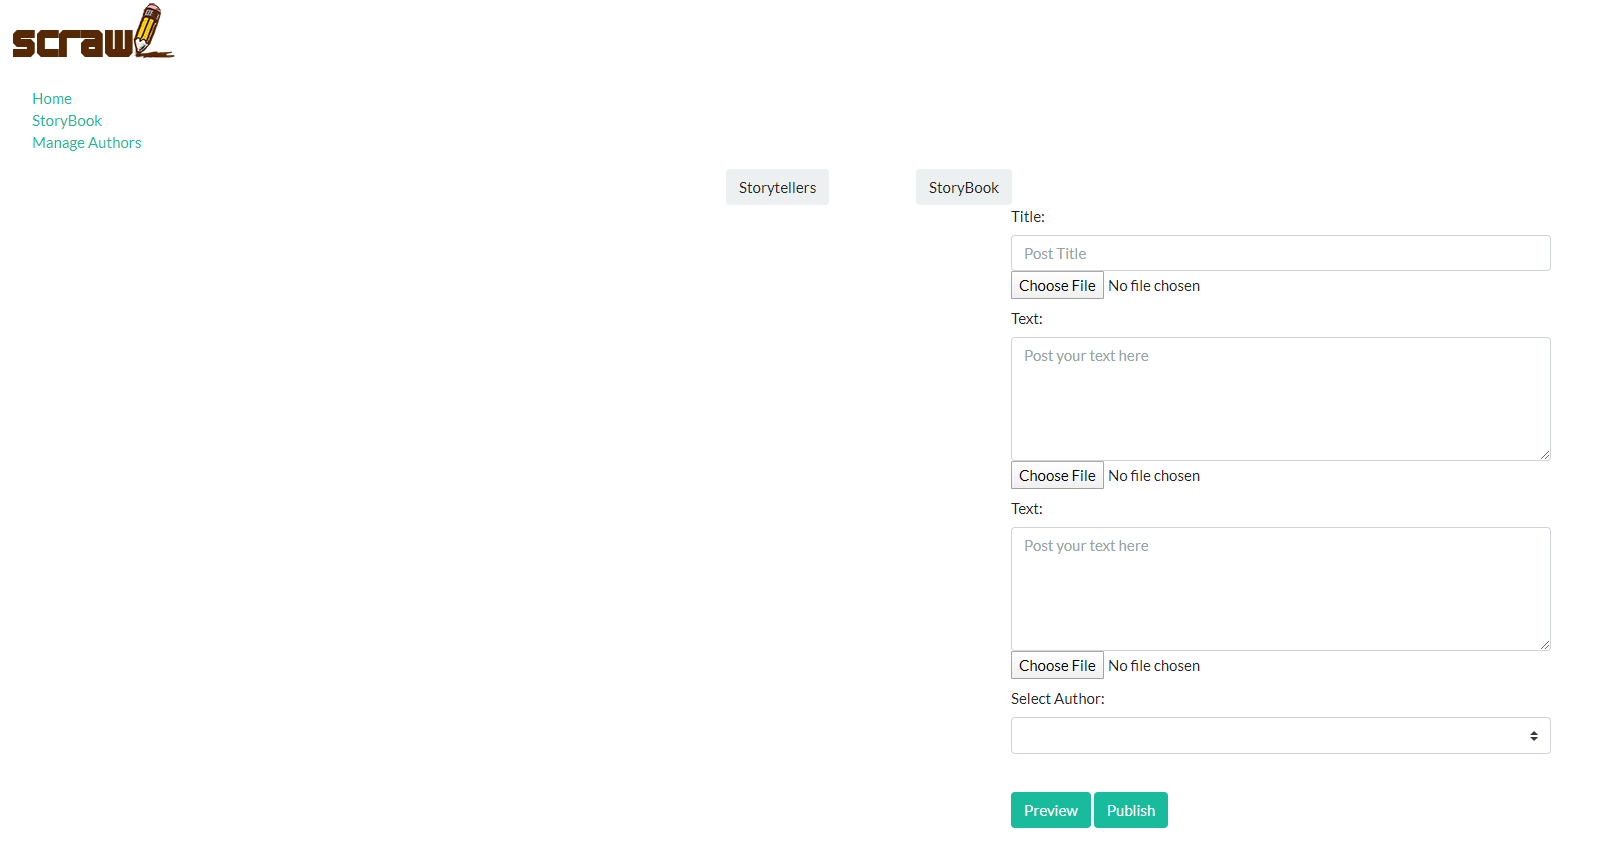 scrawl
Home
StoryBook
Manage Authors
Storytellers StoryBook
Title:
Post Title
Choose File No file chosen
Text:
Post your text here
Choose File No file chosen
Text:
Post your text here
Choose File No file chosen
Select Author:
Preview Publish